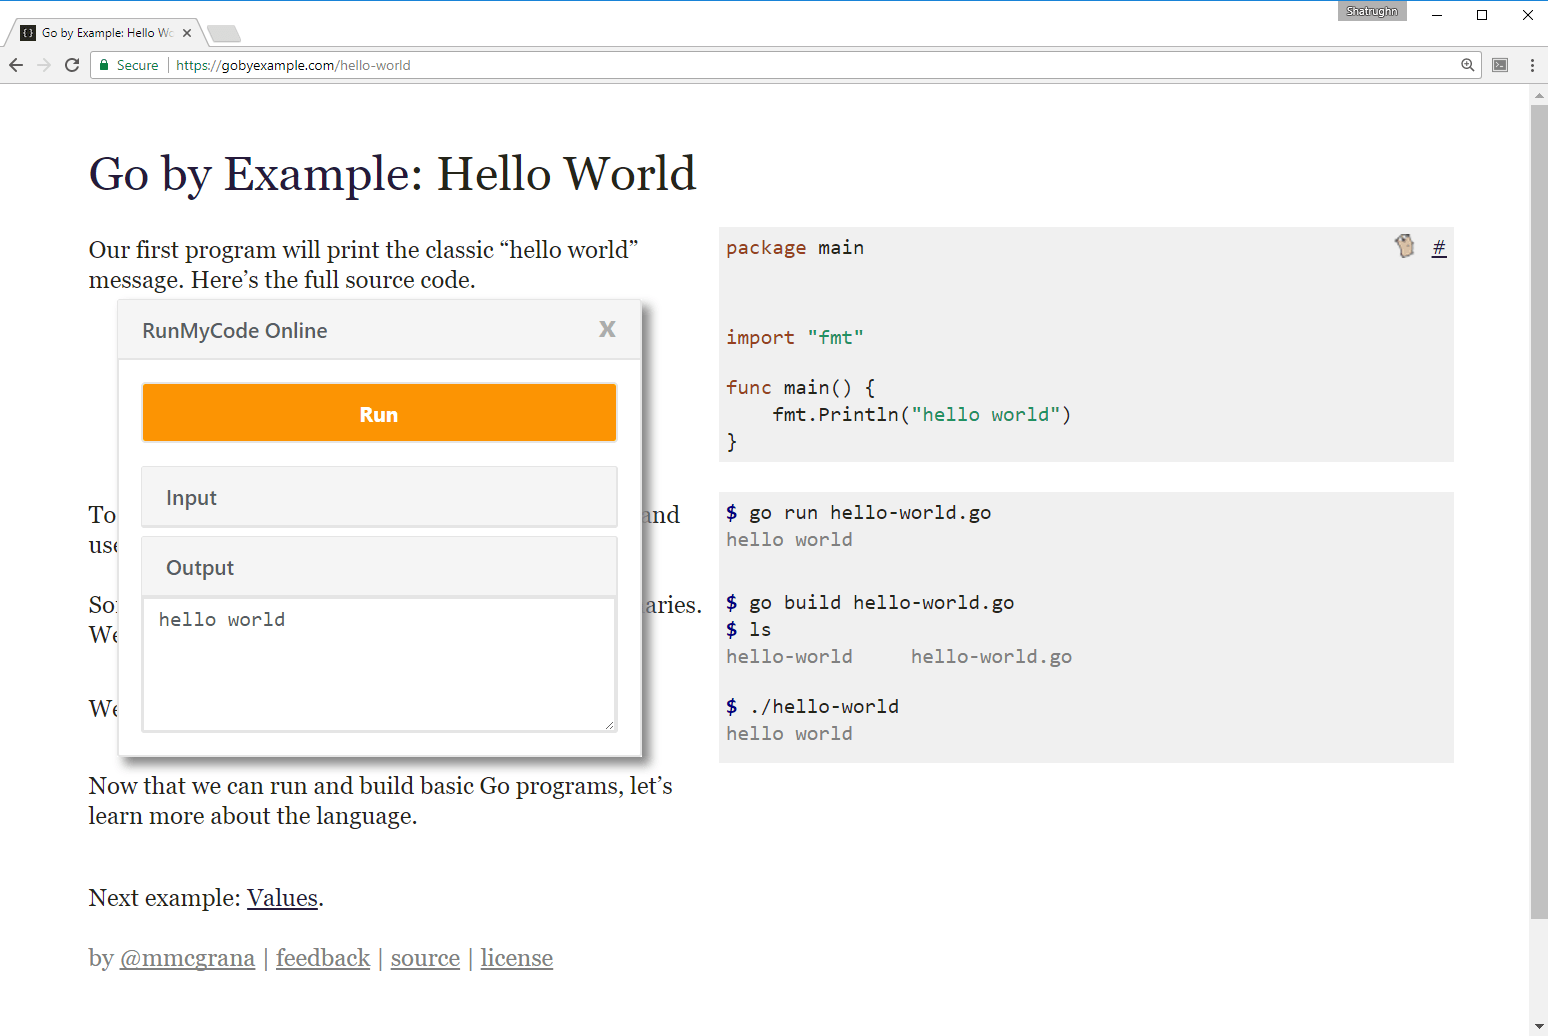 Shatrughn
Go by Example: Hello Wo
Secure
https://gobyexample.com/hello-world
Go by Example: Hello World
Our first program will print the classic “hello world”
message. Here’s the full source code.
package main
#
import "fmt"
func main() {
fmt.Println("hello world")
}
RunMyCode Online
X
Run
Input
Output
hello world
To
and
use
So
aries.
We
We
$ go run hello-world.go
hello world
$ go build hello-world.go
$ ls
hello-world hello-world.go
$ ./hello-world
hello world
Now that we can run and build basic Go programs, let’s
learn more about the language.
Next example: Values.
by @mmcgrana | feedback | source | license